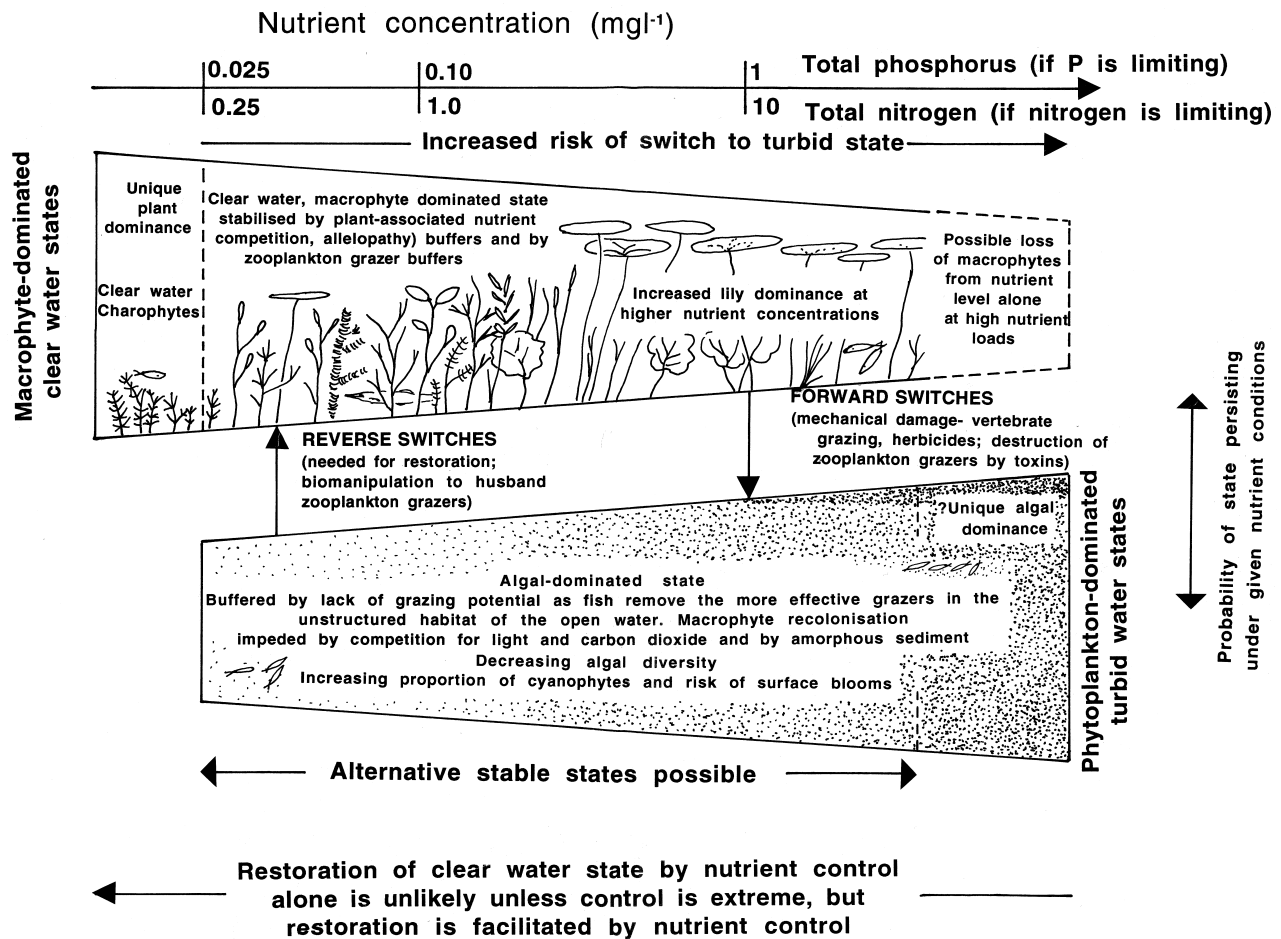 Nutrient concentration (mgl-1)
0.025
0.10
1
Total phosphorus (if P is limiting)
0.25
1.0
10
Total nitrogen (if nitrogen is limiting)
Increased risk of switch to turbid state
Macrophyte-dominated
clear water states
Unique
plant
dominance
Clear water
Charophytes
Clear water, macrophyte dominated state
stabilised by plant-associated nutrient
competition, allelopathy) buffers and by
zooplankton grazer buffers
Increased lily dominance at
higher nutrient concentrations
Possible loss
of macrophytes
from nutrient
level alone
at high nutrient
loads
REVERSE SWITCHES
(needed for restoration;
biomanipulation to husband
zooplankton grazers)
FORWARD SWITCHES
(mechanical damage- vertebrate
grazing, herbicides; destruction of
zooplankton grazers by toxins)
Probability of state persisting
under given nutrient conditions
?Unique algal
dominance
Algal-dominated state
Buffered by lack of grazing potential as fish remove the more effective grazers in the
unstructured habitat of the open water. Macrophyte recolonisation
impeded by competition for light and carbon dioxide and by amorphous sediment
Decreasing algal diversity
Increasing proportion of cyanophytes and risk of surface blooms
Phytoplankton-dominated
turbid water states
Alternative stable states possible
Restoration of clear water state by nutrient control
alone is unlikely unless control is extreme, but
restoration is facilitated by nutrient control